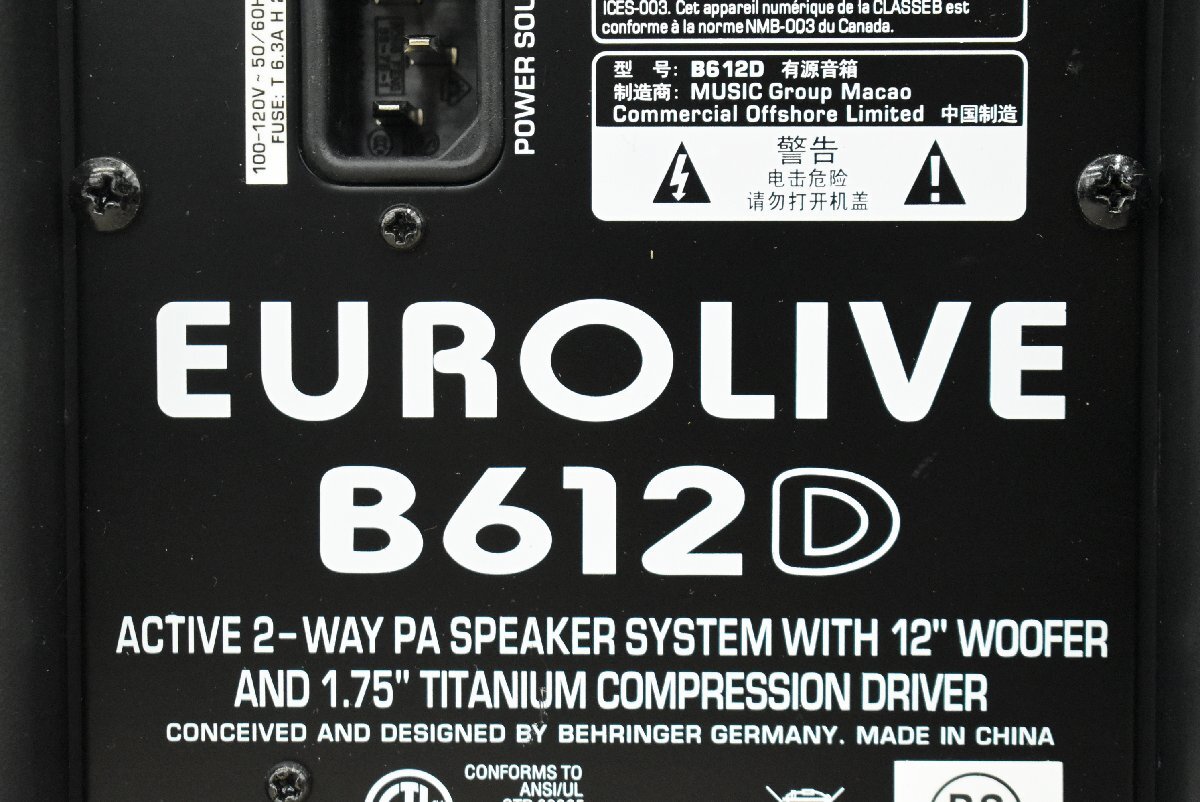 100-120V ~ 50/60H
FUSE: T 6.3A H 2
POWER SOU
ICES-003. Cet appareil numérique de la CLASSE B est
conforme à la norme NMB-003 du Canada.
型 号: B612D 有源音箱
制造商: MUSIC Group Macao
Commercial Offshore Limited 中国制造
警告
电击危险
请勿打开机盖
EUROLIVE
B612D
ACTIVE 2-WAY PA SPEAKER SYSTEM WITH 12" WOOFER
AND 1.75" TITANIUM COMPRESSION DRIVER
CONCEIVED AND DESIGNED BY BEHRINGER GERMANY. MADE IN CHINA
CONFORMS TO
ANSI/UL